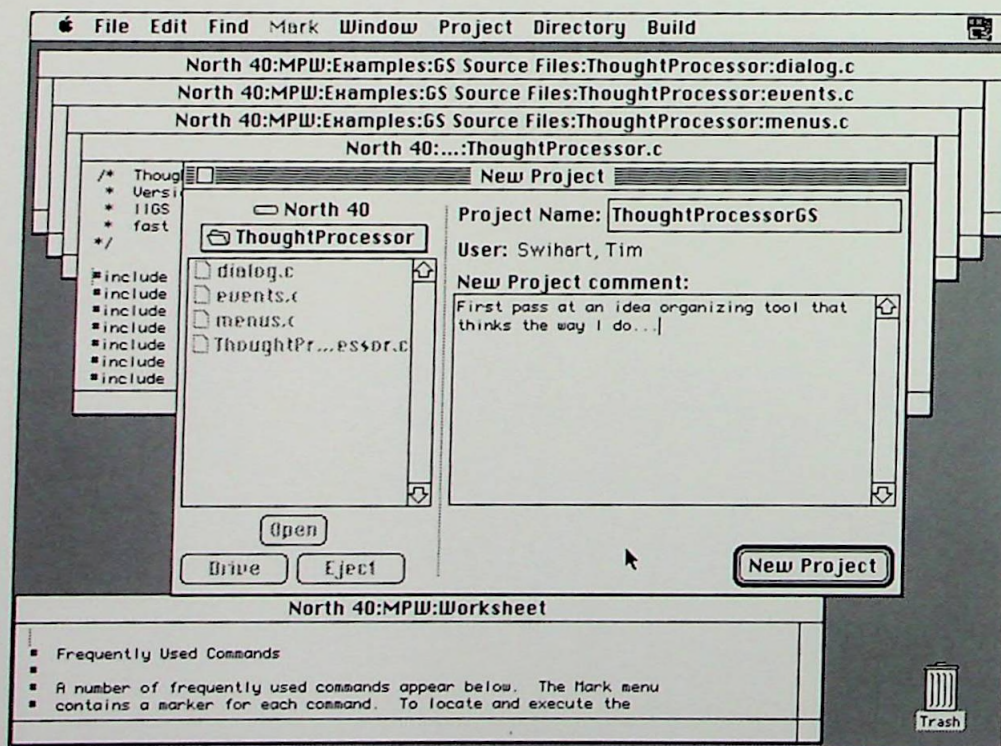 File Edit Find Mark Window Project Directory Build
North 40:MPW:Examples:GS Source Files:ThoughtProcessor:dialog.c
North 40:MPW:Examples:GS Source Files:ThoughtProcessor:events.c
North 40:MPW:Examples:GS Source Files:ThoughtProcessor:menus.c
North 40:...:ThoughtProcessor.c
/* Though
* Versi
* IIGS
* fast
*/
#include
#include
#include
#include
#include
#include
#include
New Project
North 40
ThoughtProcessor
dialog.c
events.c
menus.c
ThoughtPr...essor.c
Open
Drive Eject
Project Name: ThoughtProcessorGS
User: Swihart, Tim
New Project comment:
First pass at an idea organizing tool that
thinks the way I do...
New Project
North 40:MPW:Worksheet
Frequently Used Commands
A number of frequently used commands appear below. The Mark menu
contains a marker for each command. To locate and execute the
Trash